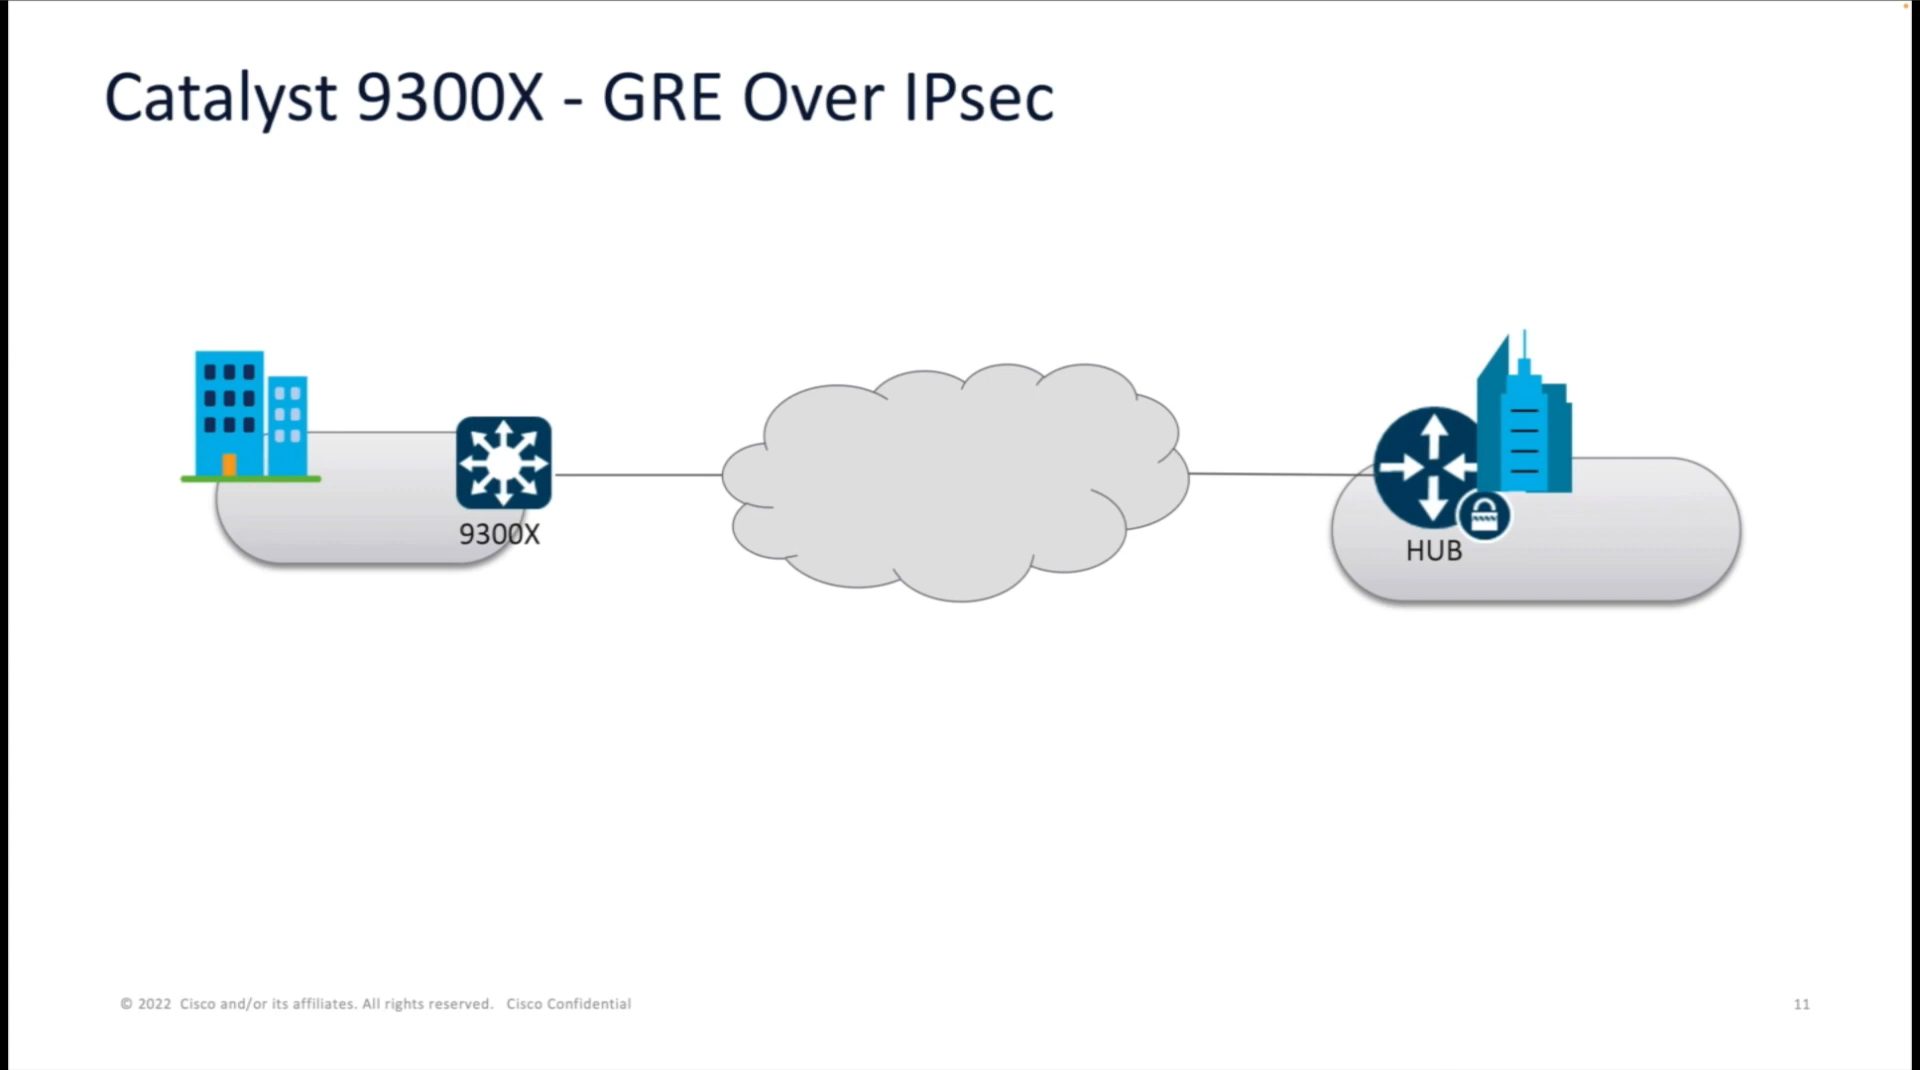 Catalyst 9300X - GRE Over IPsec
9300X
HUB
© 2022 Cisco and/or its affiliates. All rights reserved. Cisco Confidential
11